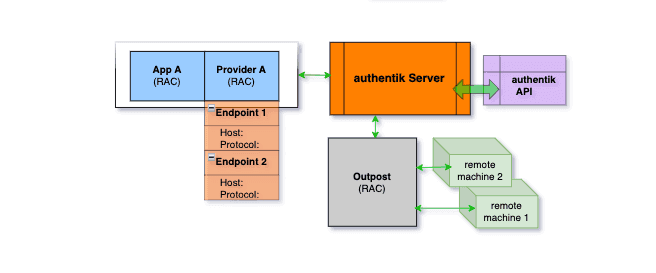 App A
(RAC)
Provider A
(RAC)
Endpoint 1
Host:
Protocol:
Endpoint 2
Host:
Protocol:
authentik Server
authentik
API
Outpost
(RAC)
remote
machine 2
remote
machine 1